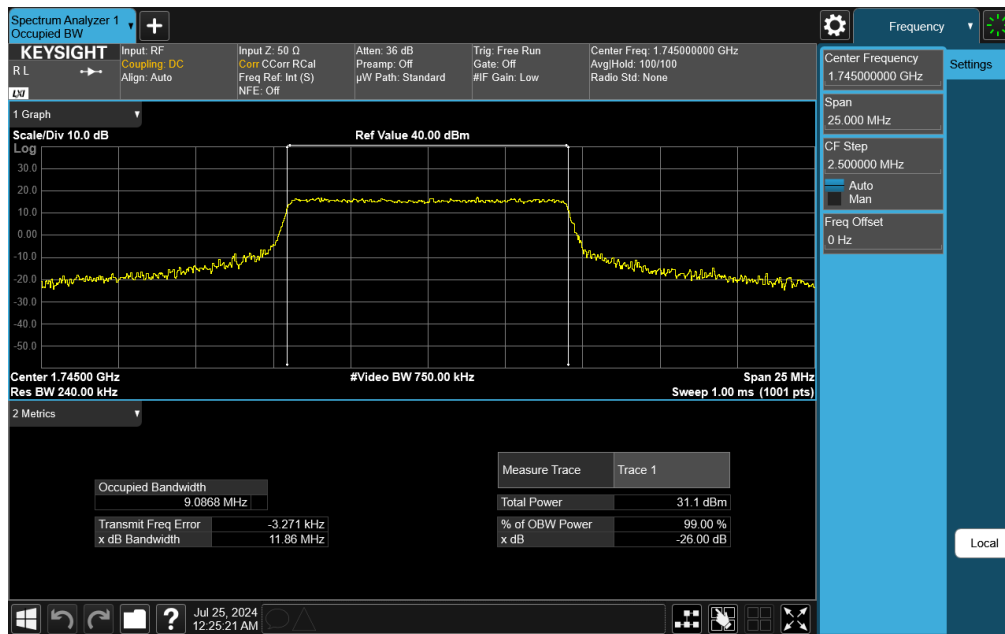 Spectrum Analyzer 1
Occupied BW
Frequency
KEYSIGHT
R L
LXI
Input: RF
Coupling: DC
Align: Auto
Input Z: 50 Ω
Corr CCorr RCal
Freq Ref: Int (S)
NFE: Off
Atten: 36 dB
Preamp: Off
µW Path: Standard
Trig: Free Run
Gate: Off
#IF Gain: Low
Center Freq: 1.745000000 GHz
Avg|Hold: 100/100
Radio Std: None
Center Frequency
1.745000000 GHz
Settings
Span
25.000 MHz
CF Step
2.500000 MHz
Auto
Man
Freq Offset
0 Hz
1 Graph
Scale/Div 10.0 dB
Ref Value 40.00 dBm
Log
30.0
20.0
10.0
0.00
-10.0
-20.0
-30.0
-40.0
-50.0
Center 1.74500 GHz
#Video BW 750.00 kHz
Span 25 MHz
Res BW 240.00 kHz
Sweep 1.00 ms (1001 pts)
2 Metrics
Measure Trace Trace 1
Occupied Bandwidth
9.0868 MHz
Total Power 31.1 dBm
Transmit Freq Error -3.271 kHz
% of OBW Power 99.00 %
x dB Bandwidth 11.86 MHz
x dB -26.00 dB
Local
?
Jul 25, 2024
12:25:21 AM